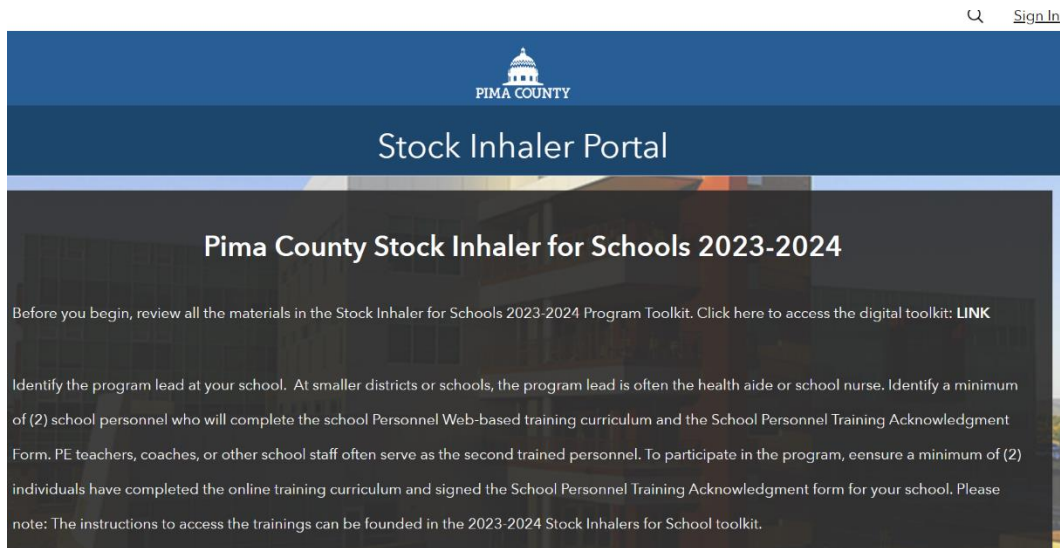 Sign In
PIMA COUNTY
Stock Inhaler Portal
Pima County Stock Inhaler for Schools 2023-2024
Before you begin, review all the materials in the Stock Inhaler for Schools 2023-2024 Program Toolkit. Click here to access the digital toolkit: LINK
Identify the program lead at your school. At smaller districts or schools, the program lead is often the health aide or school nurse. Identify a minimum
of (2) school personnel who will complete the school Personnel Web-based training curriculum and the School Personnel Training Acknowledgment
Form. PE teachers, coaches, or other school staff often serve as the second trained personnel. To participate in the program, eensure a minimum of (2)
individuals have completed the online training curriculum and signed the School Personnel Training Acknowledgment form for your school. Please
note: The instructions to access the trainings can be founded in the 2023-2024 Stock Inhalers for School toolkit.